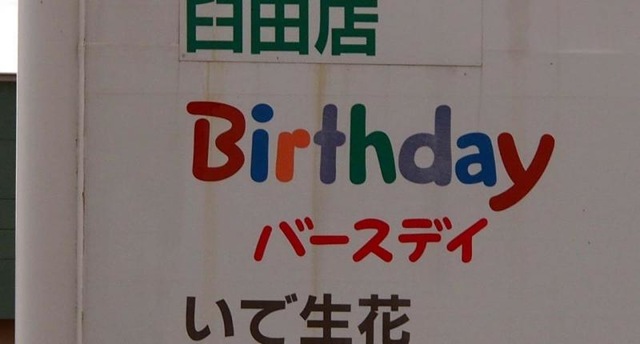 臼田店
Birthday
バースデイ
いで生花